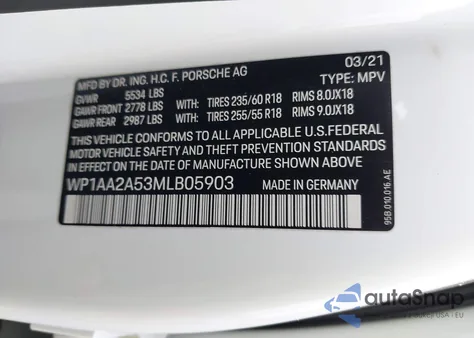 MFD BY DR. ING. H.C. F. PORSCHE AG 03/21
GVWR 5534 LBS TYPE: MPV
GAWR FRONT 2778 LBS WITH: TIRES 235/60 R18 RIMS 8.0JX18
GAWR REAR 2987 LBS WITH: TIRES 255/55 R18 RIMS 9.0JX18
THIS VEHICLE CONFORMS TO ALL APPLICABLE U.S.FEDERAL
MOTOR VEHICLE SAFETY AND THEFT PREVENTION STANDARDS
IN EFFECT ON THE DATE OF MANUFACTURE SHOWN ABOVE.
WP1AA2A53MLB05903 MADE IN GERMANY
95B.010.016.AE
autoSnap
USA | EU